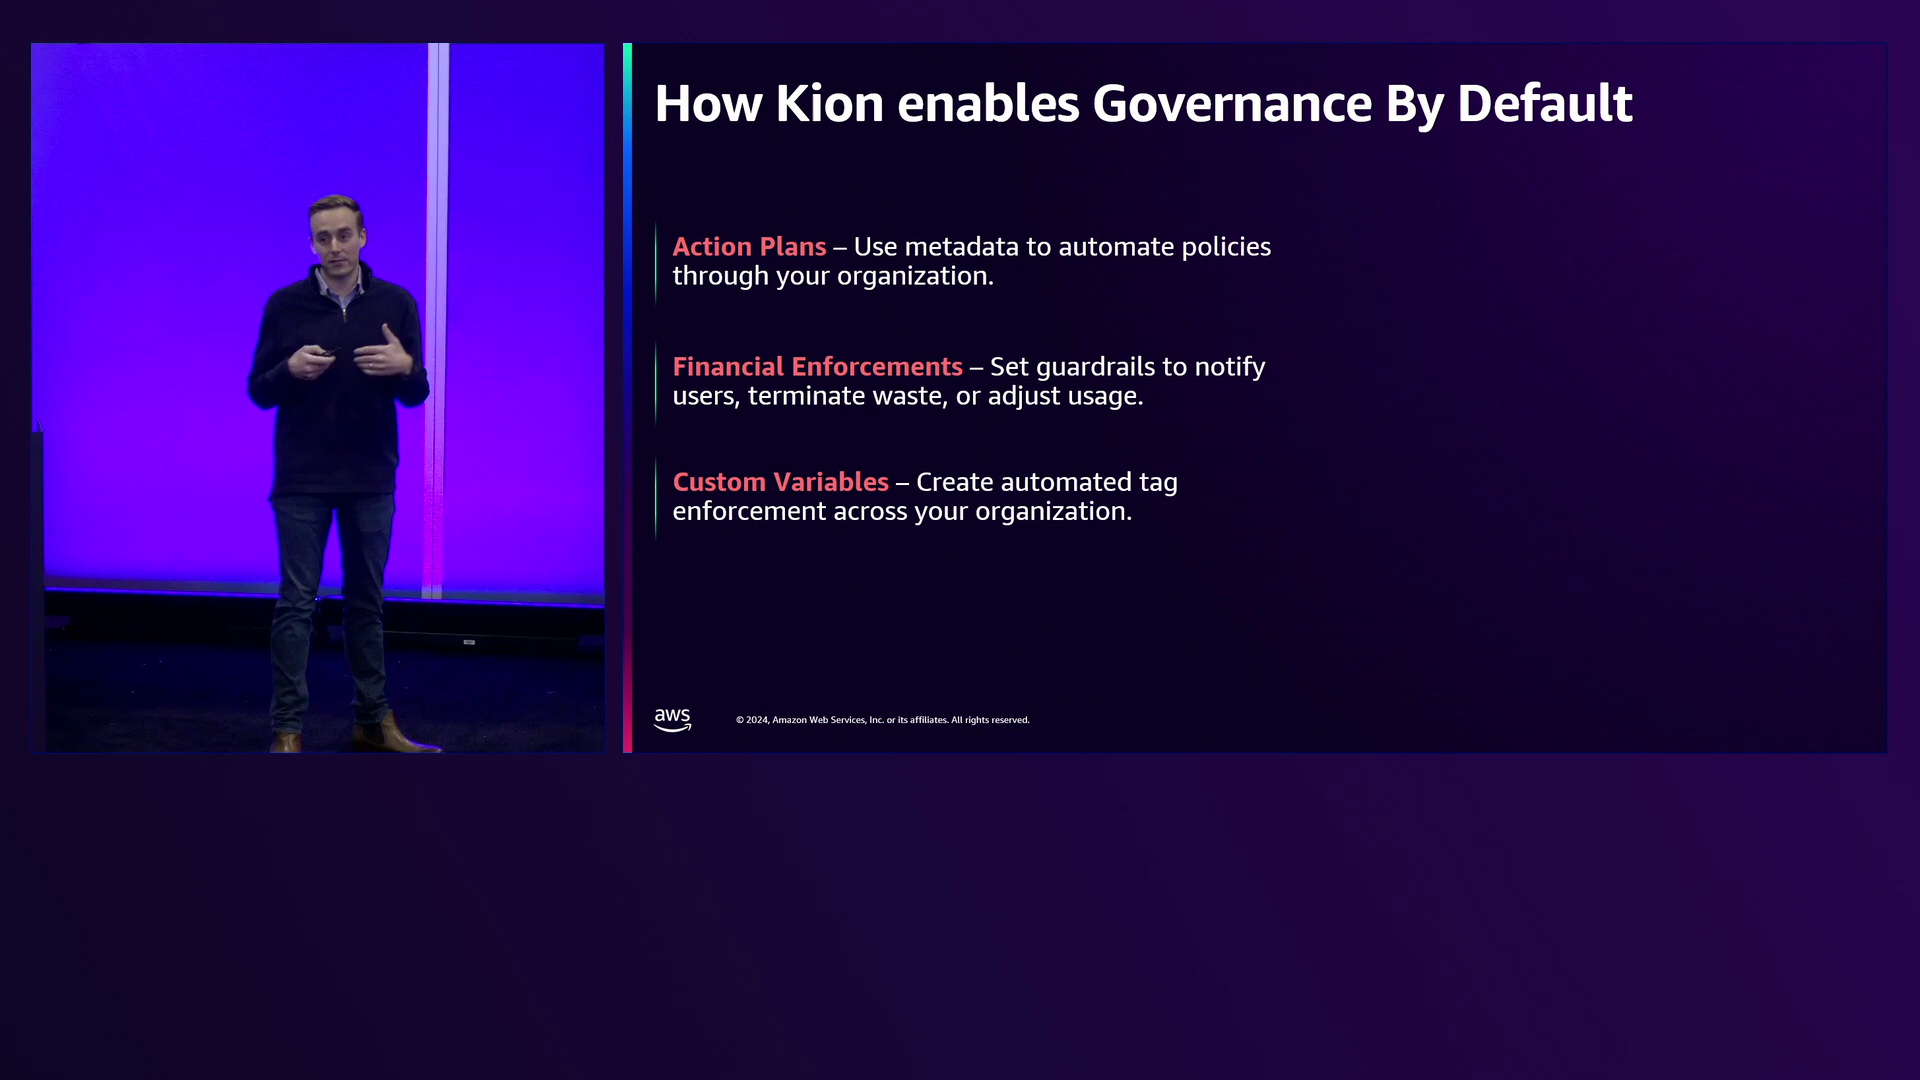 How Kion enables Governance By Default
Action Plans – Use metadata to automate policies
through your organization.
Financial Enforcements – Set guardrails to notify
users, terminate waste, or adjust usage.
Custom Variables – Create automated tag
enforcement across your organization.
aws
© 2024, Amazon Web Services, Inc. or its affiliates. All rights reserved.